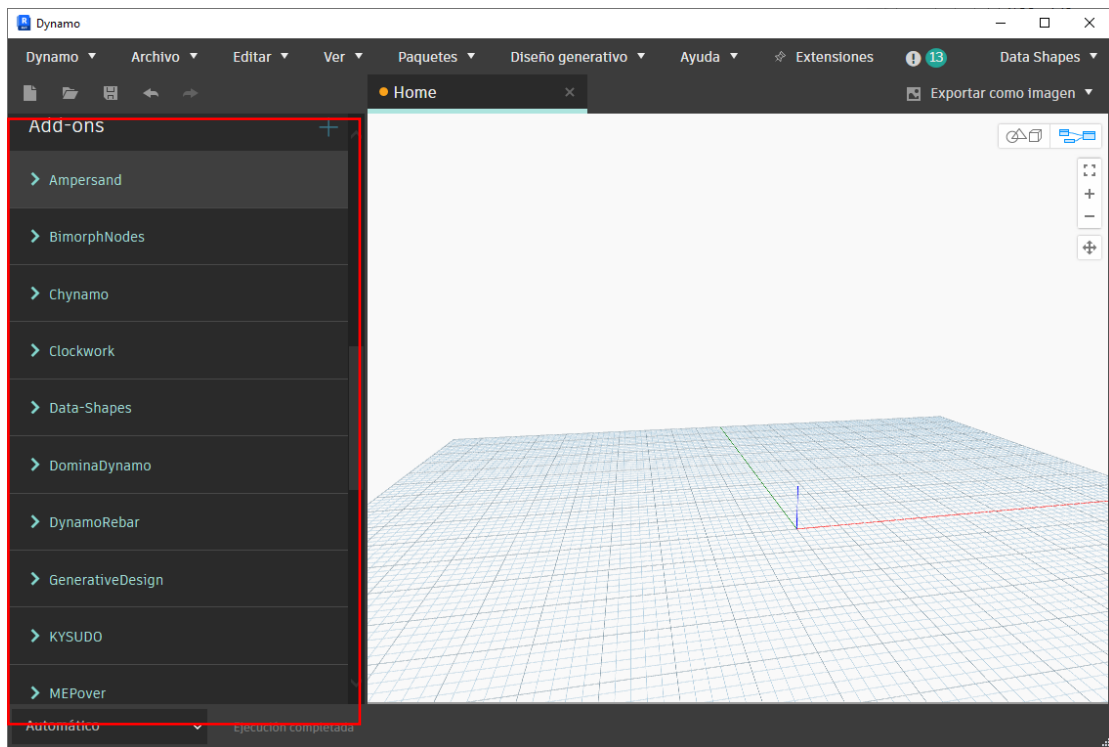 Dynamo
Dynamo Archivo Editar Ver Paquetes Diseño generativo Ayuda Extensiones 13 Data Shapes
Home
Exportar como imagen
Add-ons
Ampersand
BimorphNodes
Chynamo
Clockwork
Data-Shapes
DominaDynamo
DynamoRebar
GenerativeDesign
KYSUDO
MEPover
Automático Ejecución completada